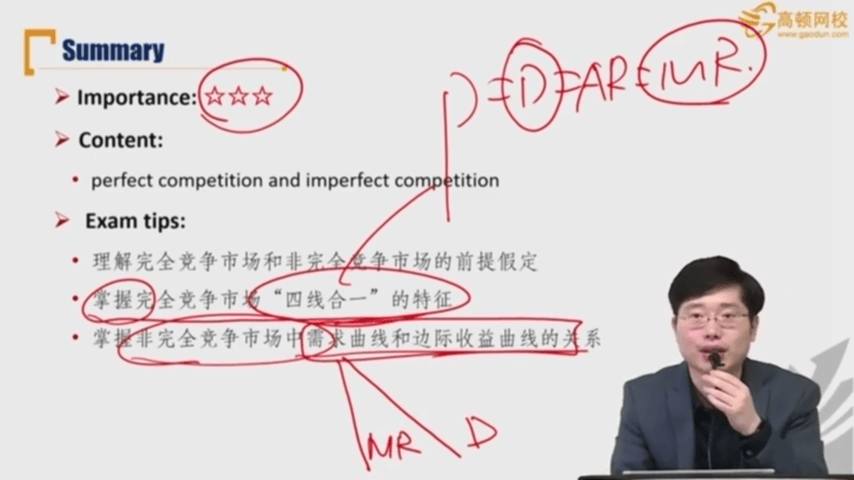 高顿网校
www.gaodun.com
Summary
P=D=AR=MR.
Importance: ☆☆☆
Content:
perfect competition and imperfect competition
Exam tips:
理解完全竞争市场和非完全竞争市场的前提假定
掌握完全竞争市场“四线合一”的特征
掌握非完全竞争市场中需求曲线和边际收益曲线的关系
MR D